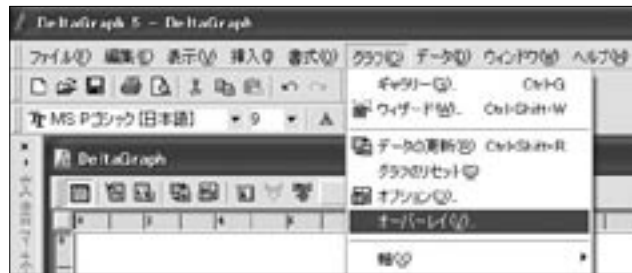 DeltaGraph 5 - DeltaGraph
ファイル(F) 編集(E) 表示(V) 挿入(I) 書式(O) グラフ(C) データ(D) ウィンドウ(W) ヘルプ(H)
ギャラリー(G)... Ctrl+G
ウィザード(W)... Ctrl+Shift+W
MS Pゴシック (日本語) 9 A
データの更新(R) Ctrl+Shift+R
DeltaGraph
グラフのリセット
オプション(O)...
オーバーレイ(V)...
軸(X)